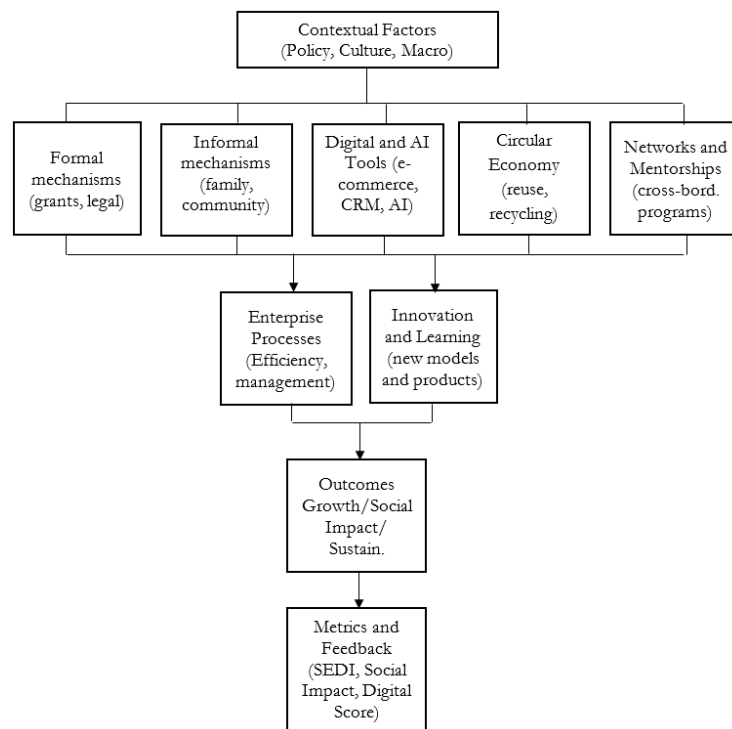 Contextual Factors
(Policy, Culture, Macro)
Formal
mechanisms
(grants, legal)
Informal
mechanisms
(family,
community)
Digital and AI
Tools (e-
commerce,
CRM, AI)
Circular
Economy
(reuse,
recycling)
Networks and
Mentorships
(cross-bord.
programs)
Enterprise
Processes
(Efficiency,
management)
Innovation
and Learning
(new models
and products)
Outcomes
Growth/Social
Impact/
Sustain.
Metrics and
Feedback
(SEDI, Social
Impact, Digital
Score)